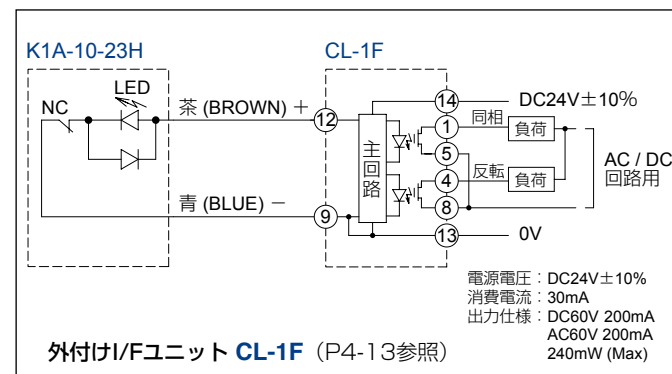 K1A-10-23H
CL-1F
LED
NC
茶 (BROWN) +
青 (BLUE) −
12
9
主回路
14
1
5
4
8
13
DC24V±10%
同相
負荷
反転
負荷
AC / DC
回路用
0V
電源電圧：DC24V±10%
消費電流：30mA
出力仕様：DC60V 200mA
AC60V 200mA
240mW (Max)
外付けI/Fユニット CL-1F（P4-13参照）